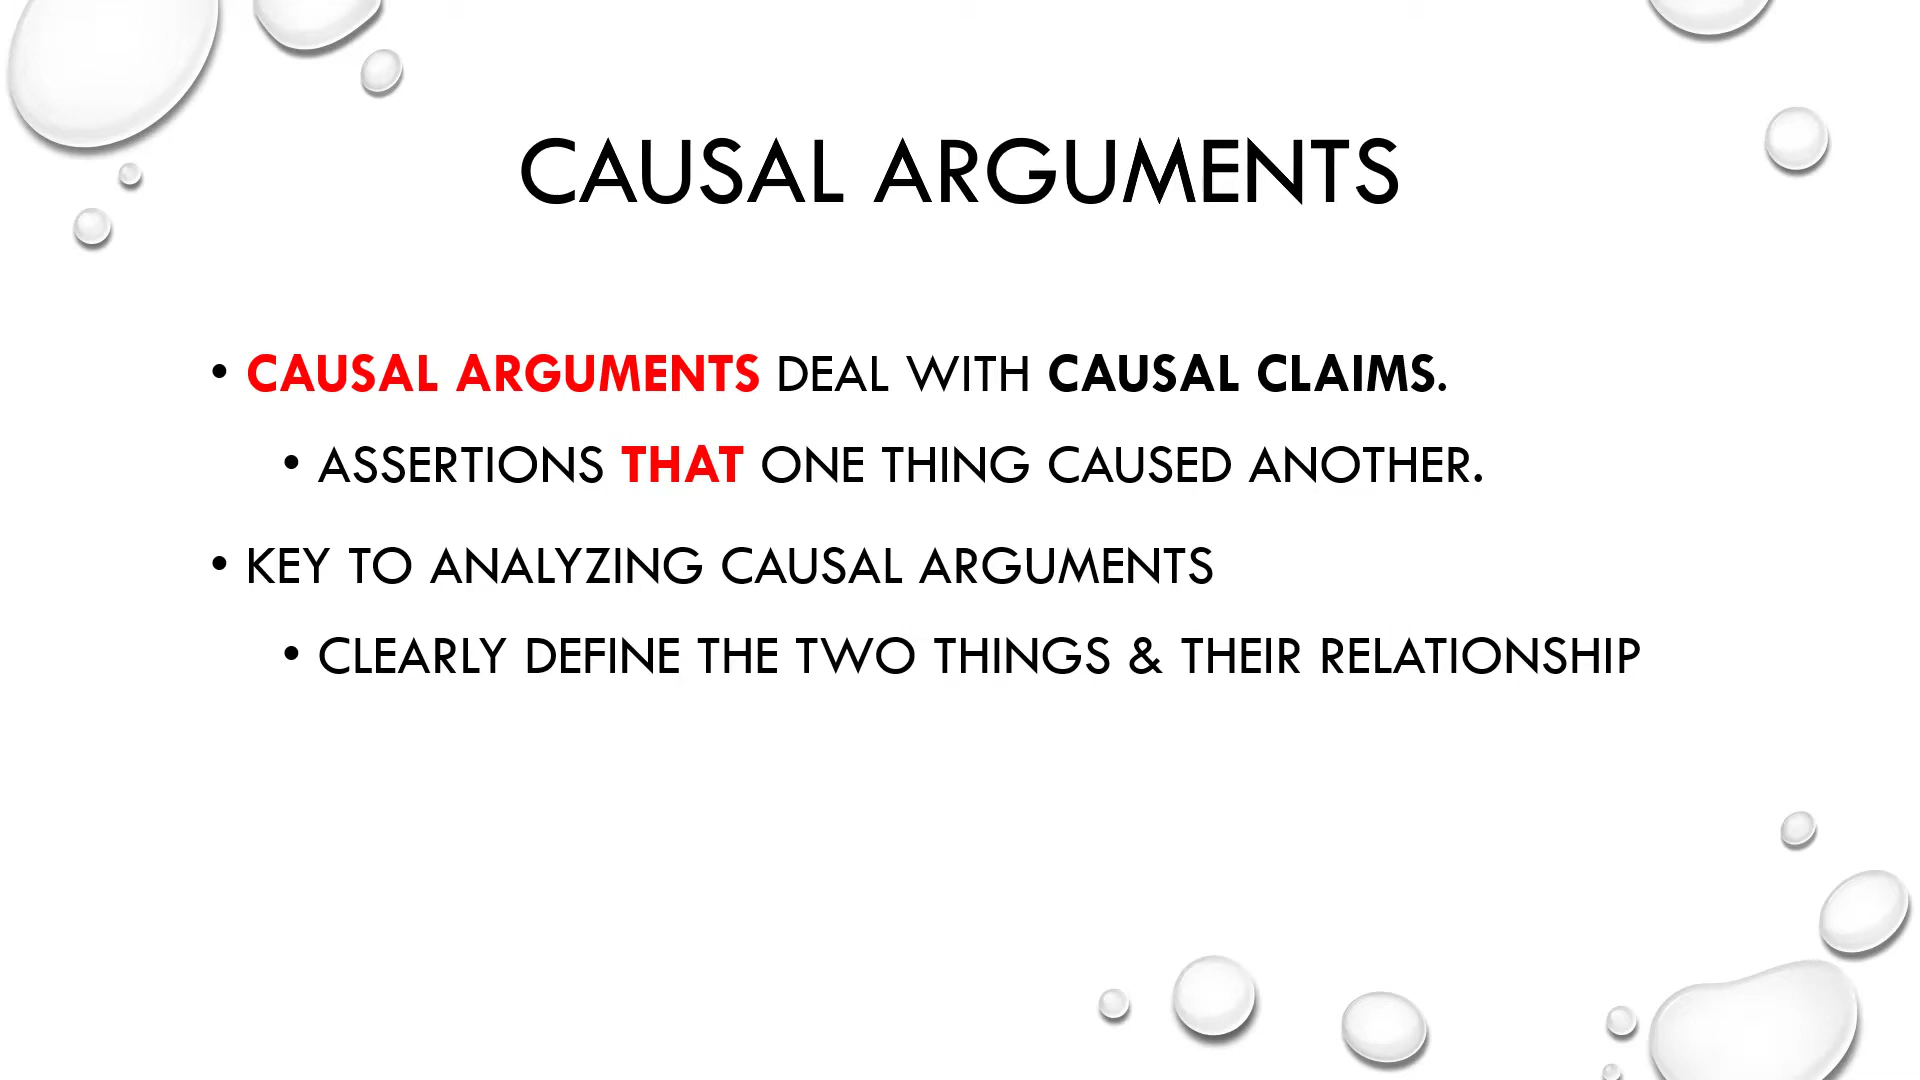 CAUSAL ARGUMENTS
• CAUSAL ARGUMENTS DEAL WITH CAUSAL CLAIMS.
• ASSERTIONS THAT ONE THING CAUSED ANOTHER.
• KEY TO ANALYZING CAUSAL ARGUMENTS
• CLEARLY DEFINE THE TWO THINGS & THEIR RELATIONSHIP